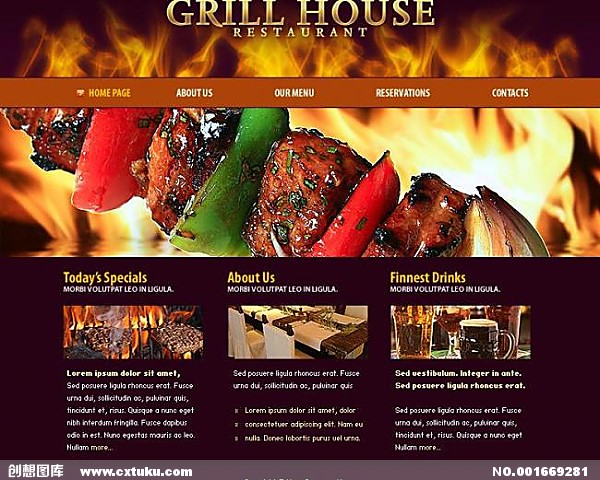 GRILL HOUSE
RESTAURANT
HOME PAGE
ABOUT US
OUR MENU
RESERVATIONS
CONTACTS
Today's Specials
MORBI VOLUTPAT LEO IN LIGULA.
Lorem ipsum dolor sit amet,
Sed posuere ligula rhoncus erat. Fusce
urna dui, sollicitudin ac, pulvinar quis,
tincidunt et, risus. Quisque a nunc eget
nibh interdum fringilla. Fusce dapibus
odio in est. Nunc egestas mauris ac leo.
Nullam more...
About Us
MORBI VOLUTPAT LEO IN LIGULA.
Sed posuere ligula rhoncus erat. Fusce
urna dui, sollicitudin ac, pulvinar quis
Lorem ipsum dolor sit amet, dolor
consectetuer adipiscing elit. Nam eu
nulla. Donec lobortis purus vel urna.
Finnest Drinks
MORBI VOLUTPAT LEO IN LIGULA.
Sed vestibulum. Integer in ante.
Sed posuere ligula rhoncus erat.
Sed posuere ligula rhoncus erat. Fusce
urna dui, sollicitudin ac, pulvinar quis,
tincidunt et, risus. Quisque a nunc eget
Nullam more...
创想图库 www.cxtuku.com
NO.001669281